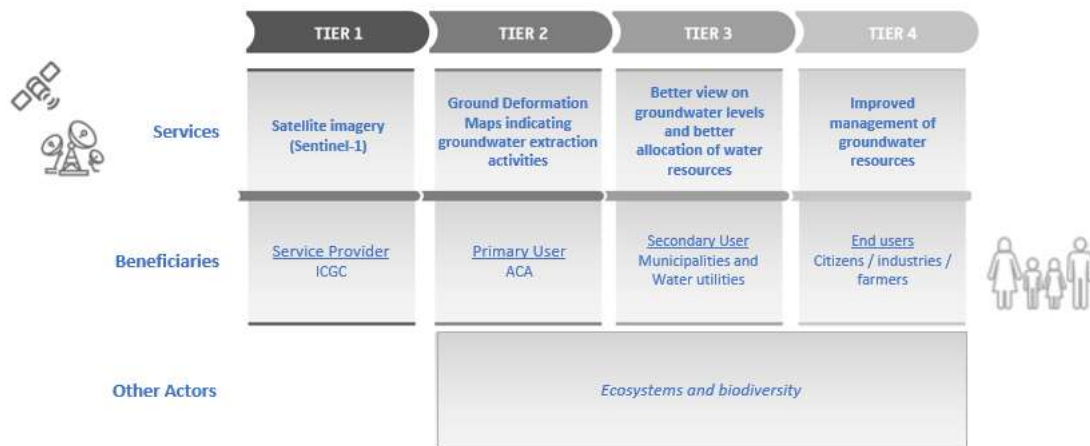 TIER 1
TIER 2
TIER 3
TIER 4
Services
Satellite imagery
(Sentinel-1)
Ground Deformation
Maps indicating
groundwater extraction
activities
Better view on
groundwater levels
and better
allocation of water
resources
Improved
management of
groundwater
resources
Beneficiaries
Service Provider
ICGC
Primary User
ACA
Secondary User
Municipalities and
Water utilities
End users
Citizens / industries /
farmers
Other Actors
Ecosystems and biodiversity